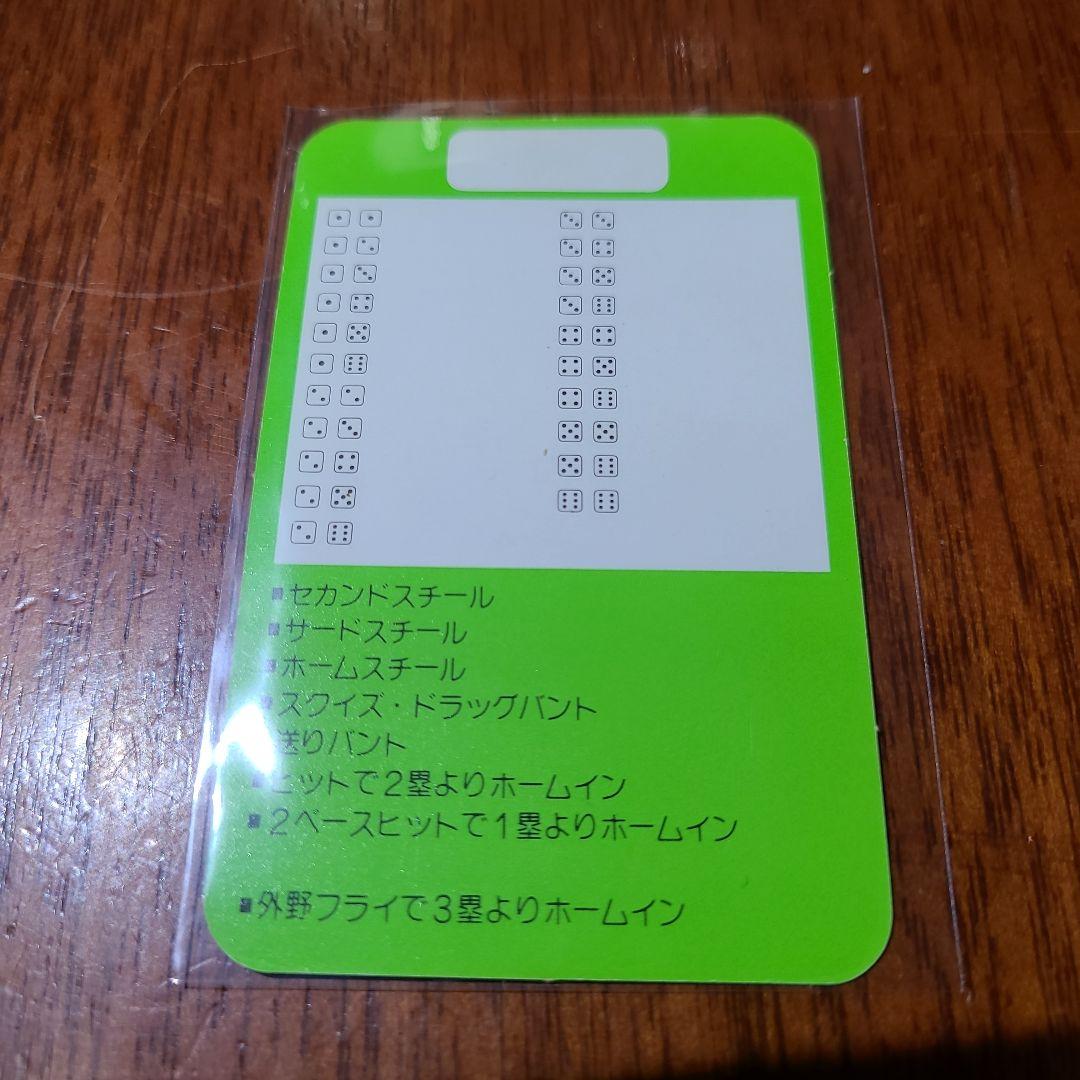 ■セカンドスチール
■サードスチール
■ホームスチール
■スクイズ・ドラッグバント
送りバント
■ヒットで2塁よりホームイン
■2ベースヒットで1塁よりホームイン
■外野フライで3塁よりホームイン